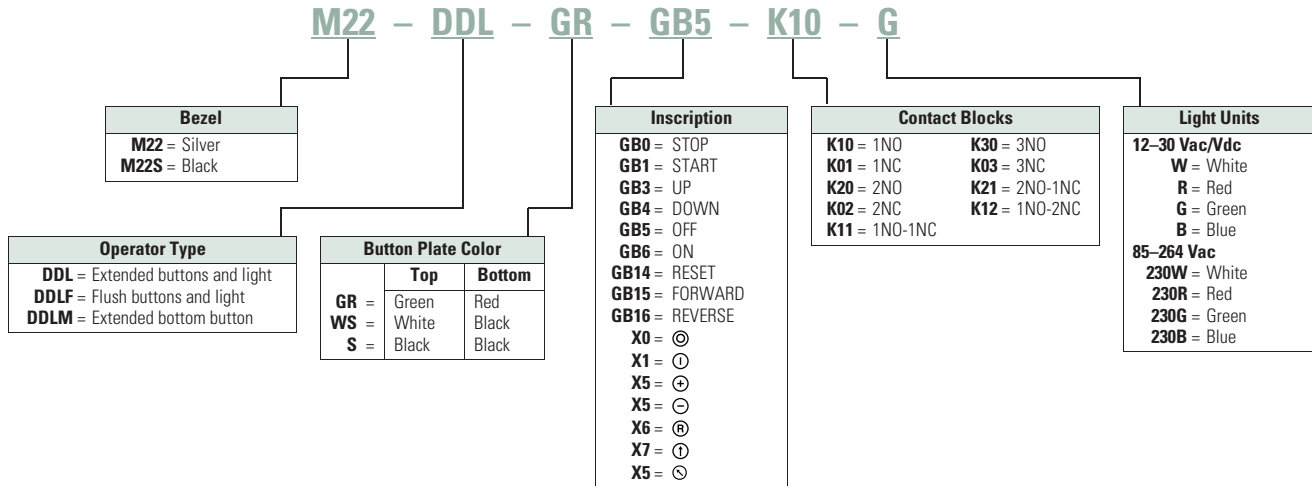 M22 – DDL – GR – GB5 – K10 – G
Bezel
M22 = Silver
M22S = Black
Operator Type
DDL = Extended buttons and light
DDLF = Flush buttons and light
DDLM = Extended bottom button
Button Plate Color
Top Bottom
GR = Green Red
WS = White Black
S = Black Black
Inscription
GB0 = STOP
GB1 = START
GB3 = UP
GB4 = DOWN
GB5 = OFF
GB6 = ON
GB14 = RESET
GB15 = FORWARD
GB16 = REVERSE
X0 = ⌾
X1 = ⏼
X5 = ⊕
X5 = ⊖
X6 = Ⓡ
X7 = ↑
X5 = ↖
Contact Blocks
K10 = 1NO K30 = 3NO
K01 = 1NC K03 = 3NC
K20 = 2NO K21 = 2NO-1NC
K02 = 2NC K12 = 1NO-2NC
K11 = 1NO-1NC
Light Units
12–30 Vac/Vdc
W = White
R = Red
G = Green
B = Blue
85–264 Vac
230W = White
230R = Red
230G = Green
230B = Blue